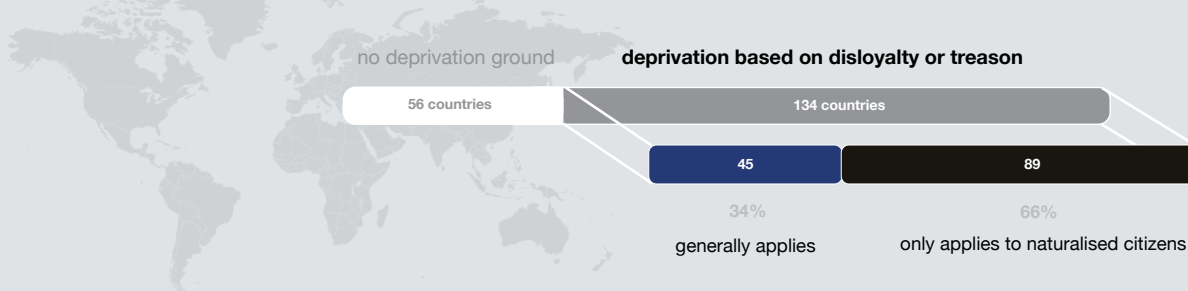 no deprivation ground
deprivation based on disloyalty or treason
56 countries
134 countries
45
89
34%
66%
generally applies
only applies to naturalised citizens